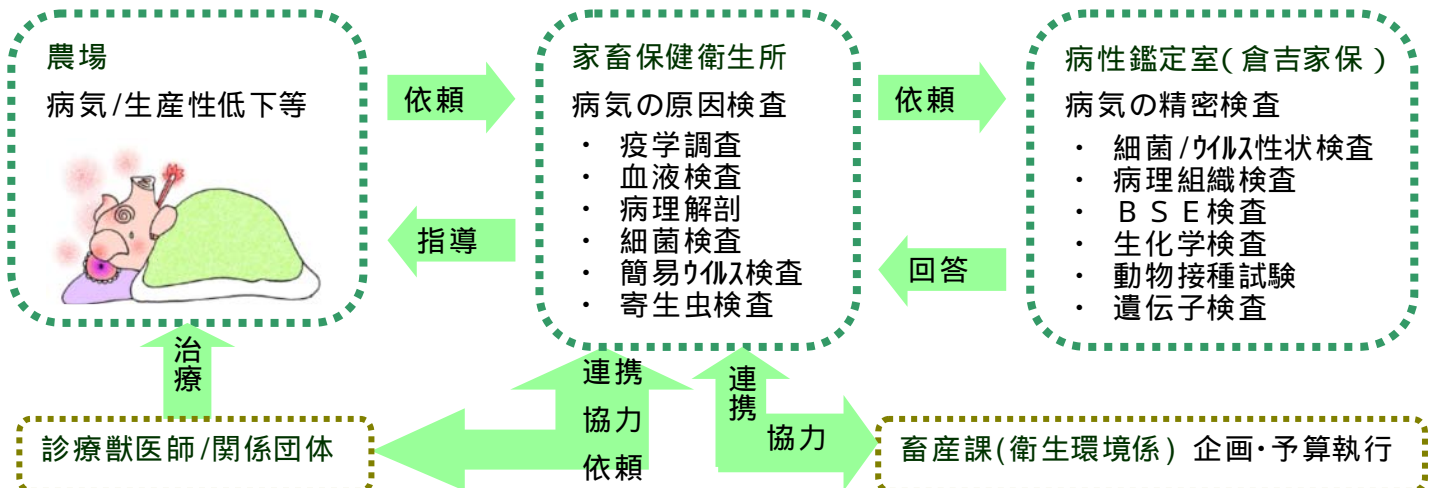 農場
病気/生産性低下等
依頼
指導
家畜保健衛生所
病気の原因検査
・ 疫学調査
・ 血液検査
・ 病理解剖
・ 細菌検査
・ 簡易ｳｲﾙｽ検査
・ 寄生虫検査
依頼
回答
病性鑑定室(倉吉家保)
病気の精密検査
・ 細菌/ｳｲﾙｽ性状検査
・ 病理組織検査
・ ＢＳＥ検査
・ 生化学検査
・ 動物接種試験
・ 遺伝子検査
治療
連携
協力
依頼
連携
協力
診療獣医師/関係団体
畜産課(衛生環境係) 企画・予算執行